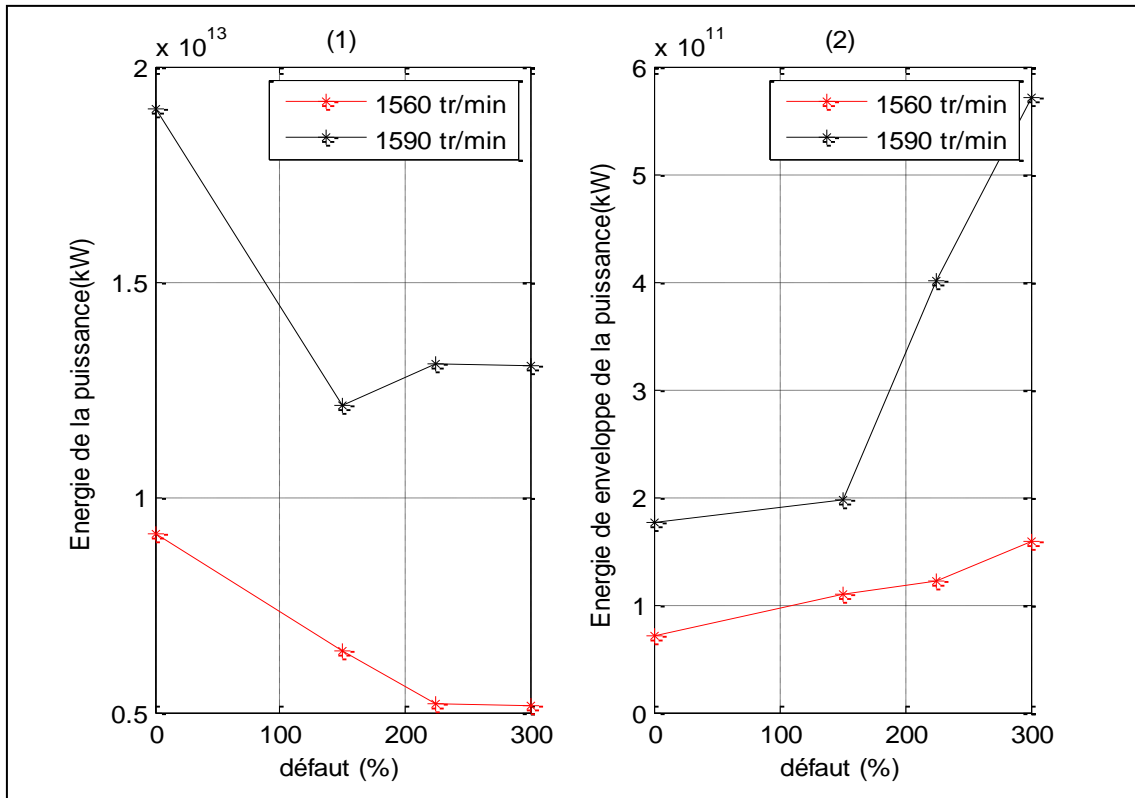 x 10^13
(1)
2
1.5
1
0.5
0
100
200
300
Energie de la puissance(kW)
défaut (%)
1560 tr/min
1590 tr/min
x 10^11
(2)
6
5
4
3
2
1
0
0
100
200
300
Energie de enveloppe de la puissance(kW)
défaut (%)
1560 tr/min
1590 tr/min